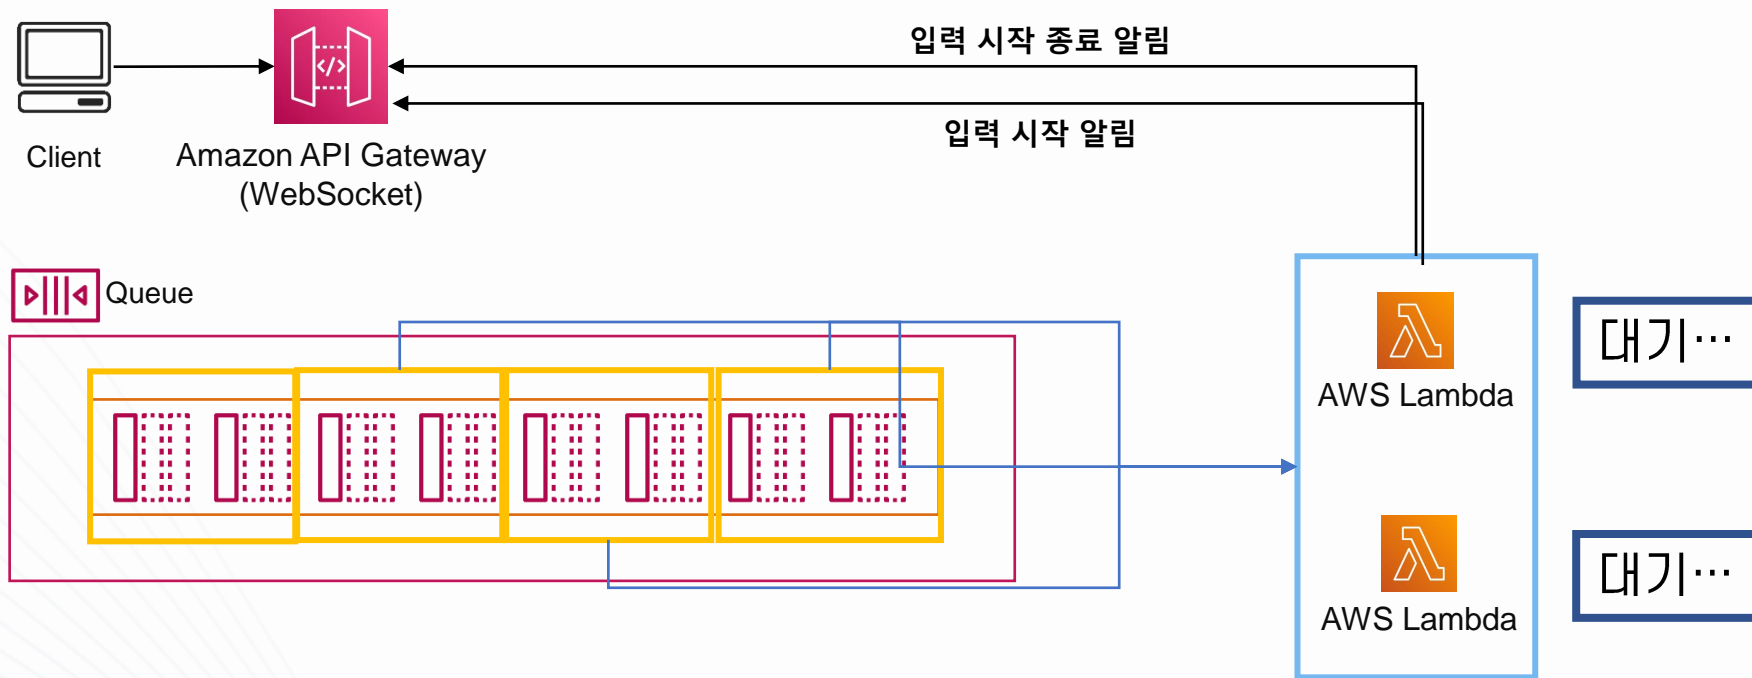 입력 시작 종료 알림
입력 시작 알림
Client
Amazon API Gateway
(WebSocket)
Queue
AWS Lambda
대기…
AWS Lambda
대기…